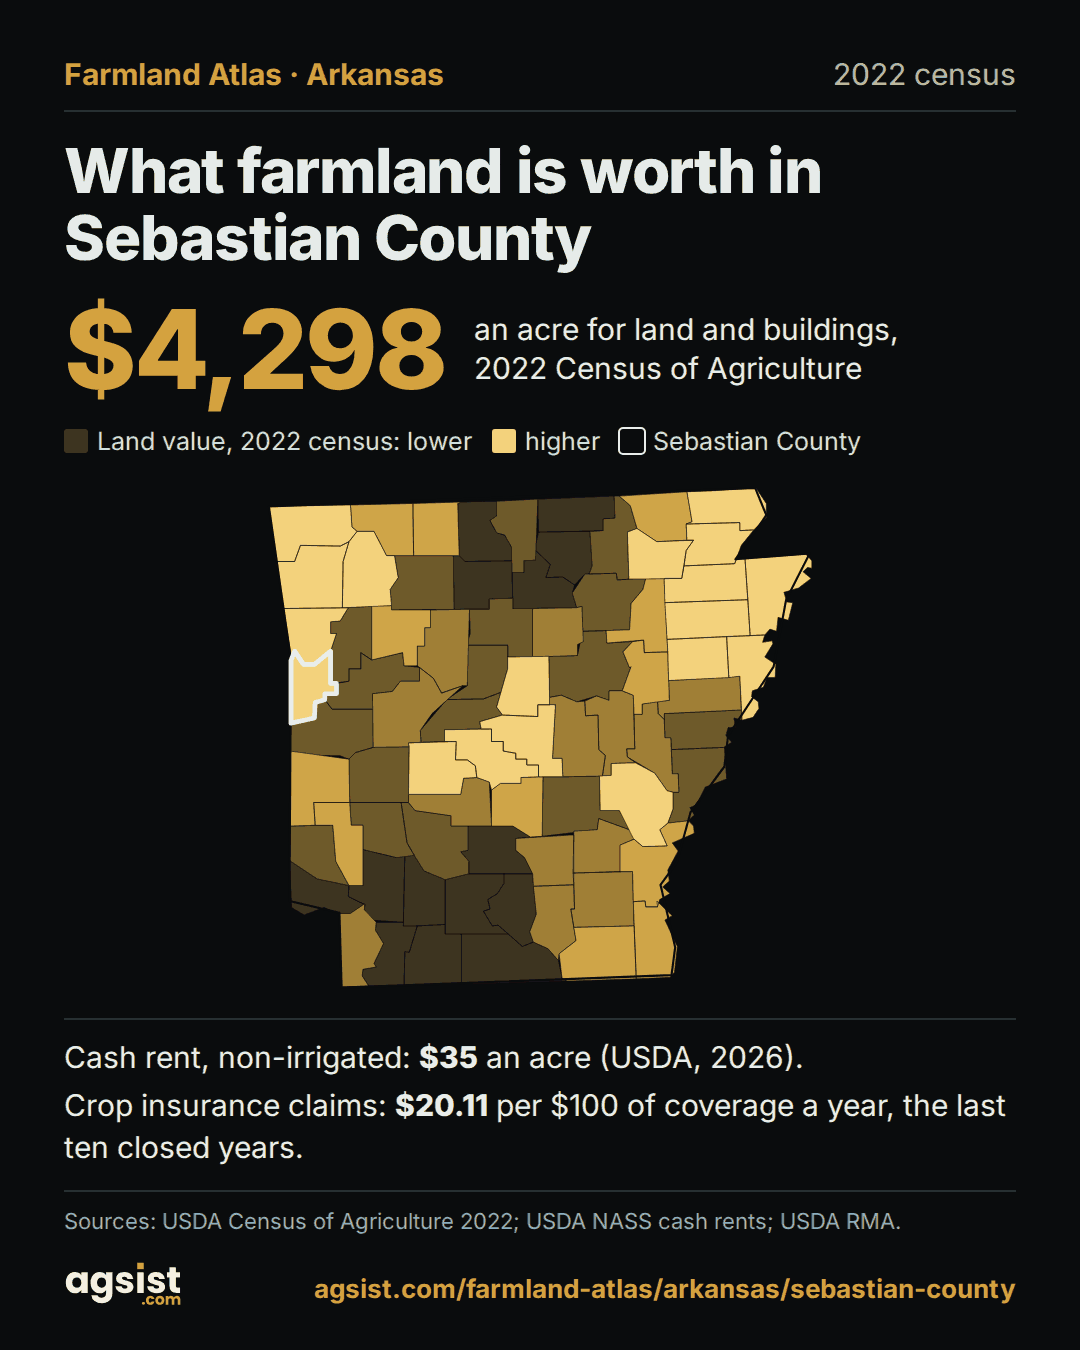 Farmland Atlas · Arkansas
2022 census
What farmland is worth in
Sebastian County
$4,298
an acre for land and buildings,
2022 Census of Agriculture
Land value, 2022 census: lower
higher
Sebastian County
Cash rent, non-irrigated: $35 an acre (USDA, 2026).
Crop insurance claims: $20.11 per $100 of coverage a year, the last
ten closed years.
Sources: USDA Census of Agriculture 2022; USDA NASS cash rents; USDA RMA.
agsist
.com
agsist.com/farmland-atlas/arkansas/sebastian-county